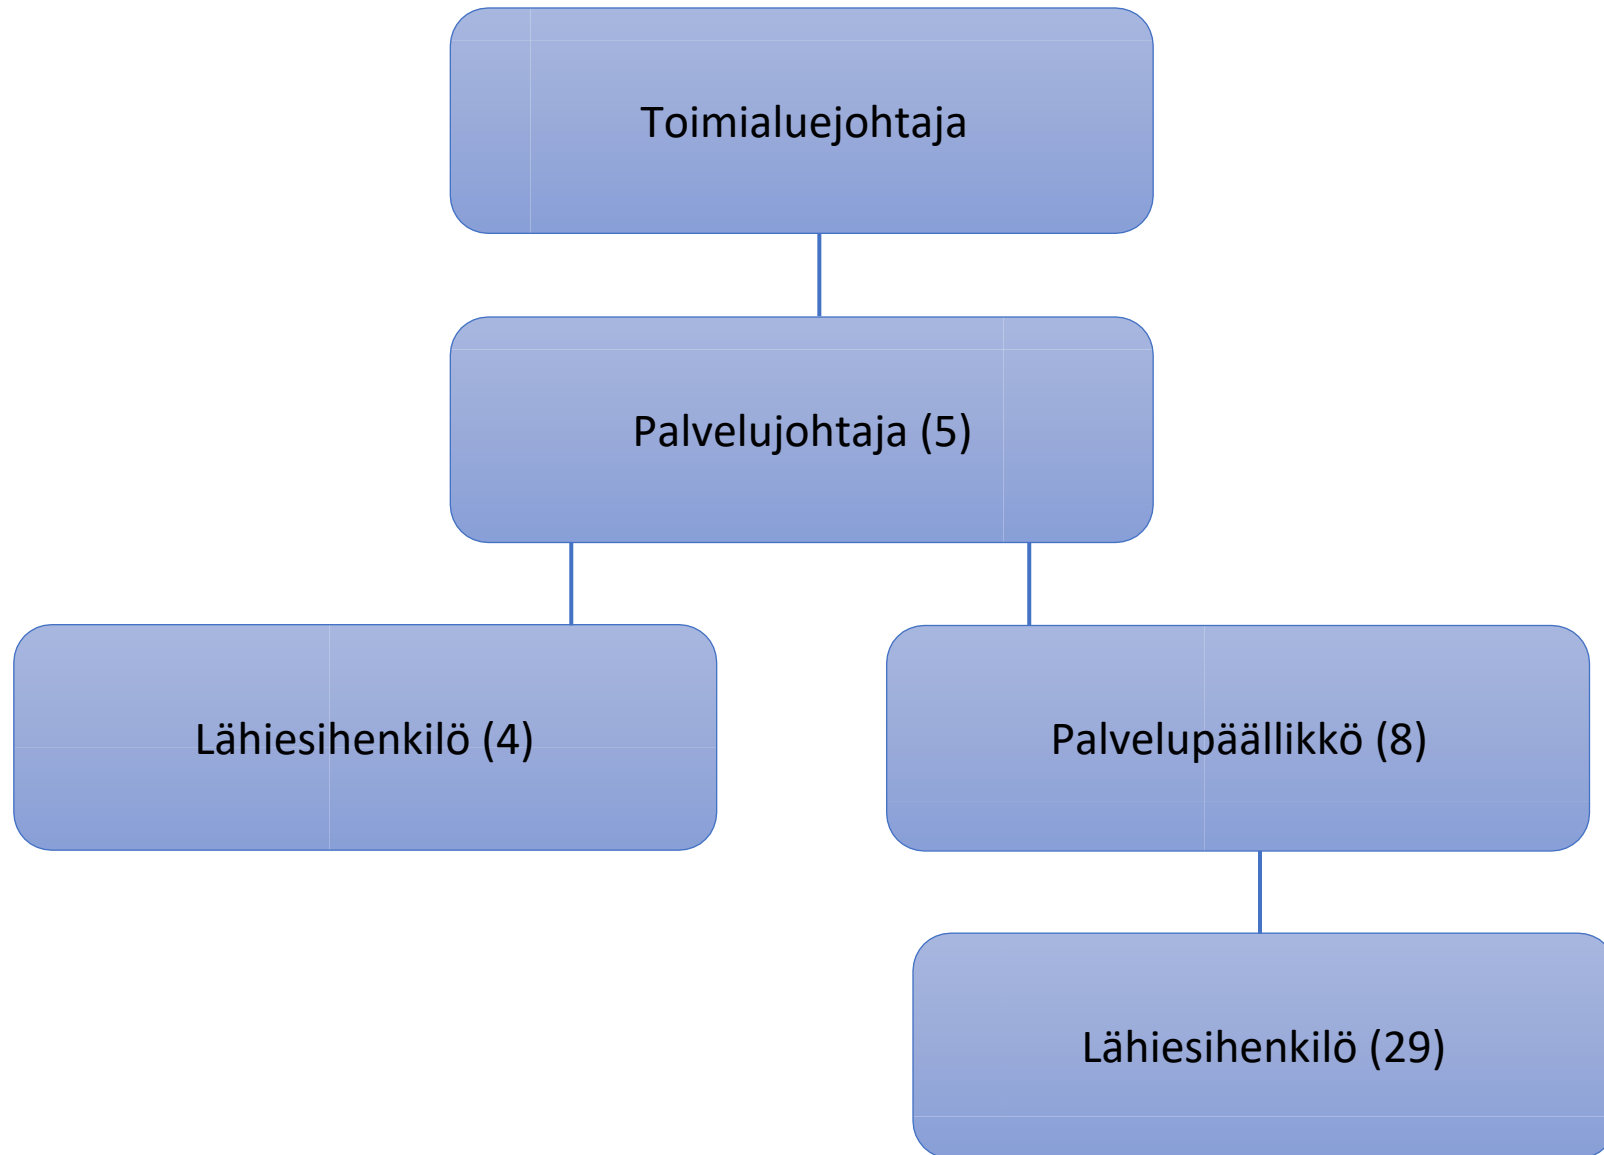 Toimialuejohtaja
Palvelujohtaja (5)
Lähiesihenkilö (4)
Palvelupäällikkö (8)
Lähiesihenkilö (29)